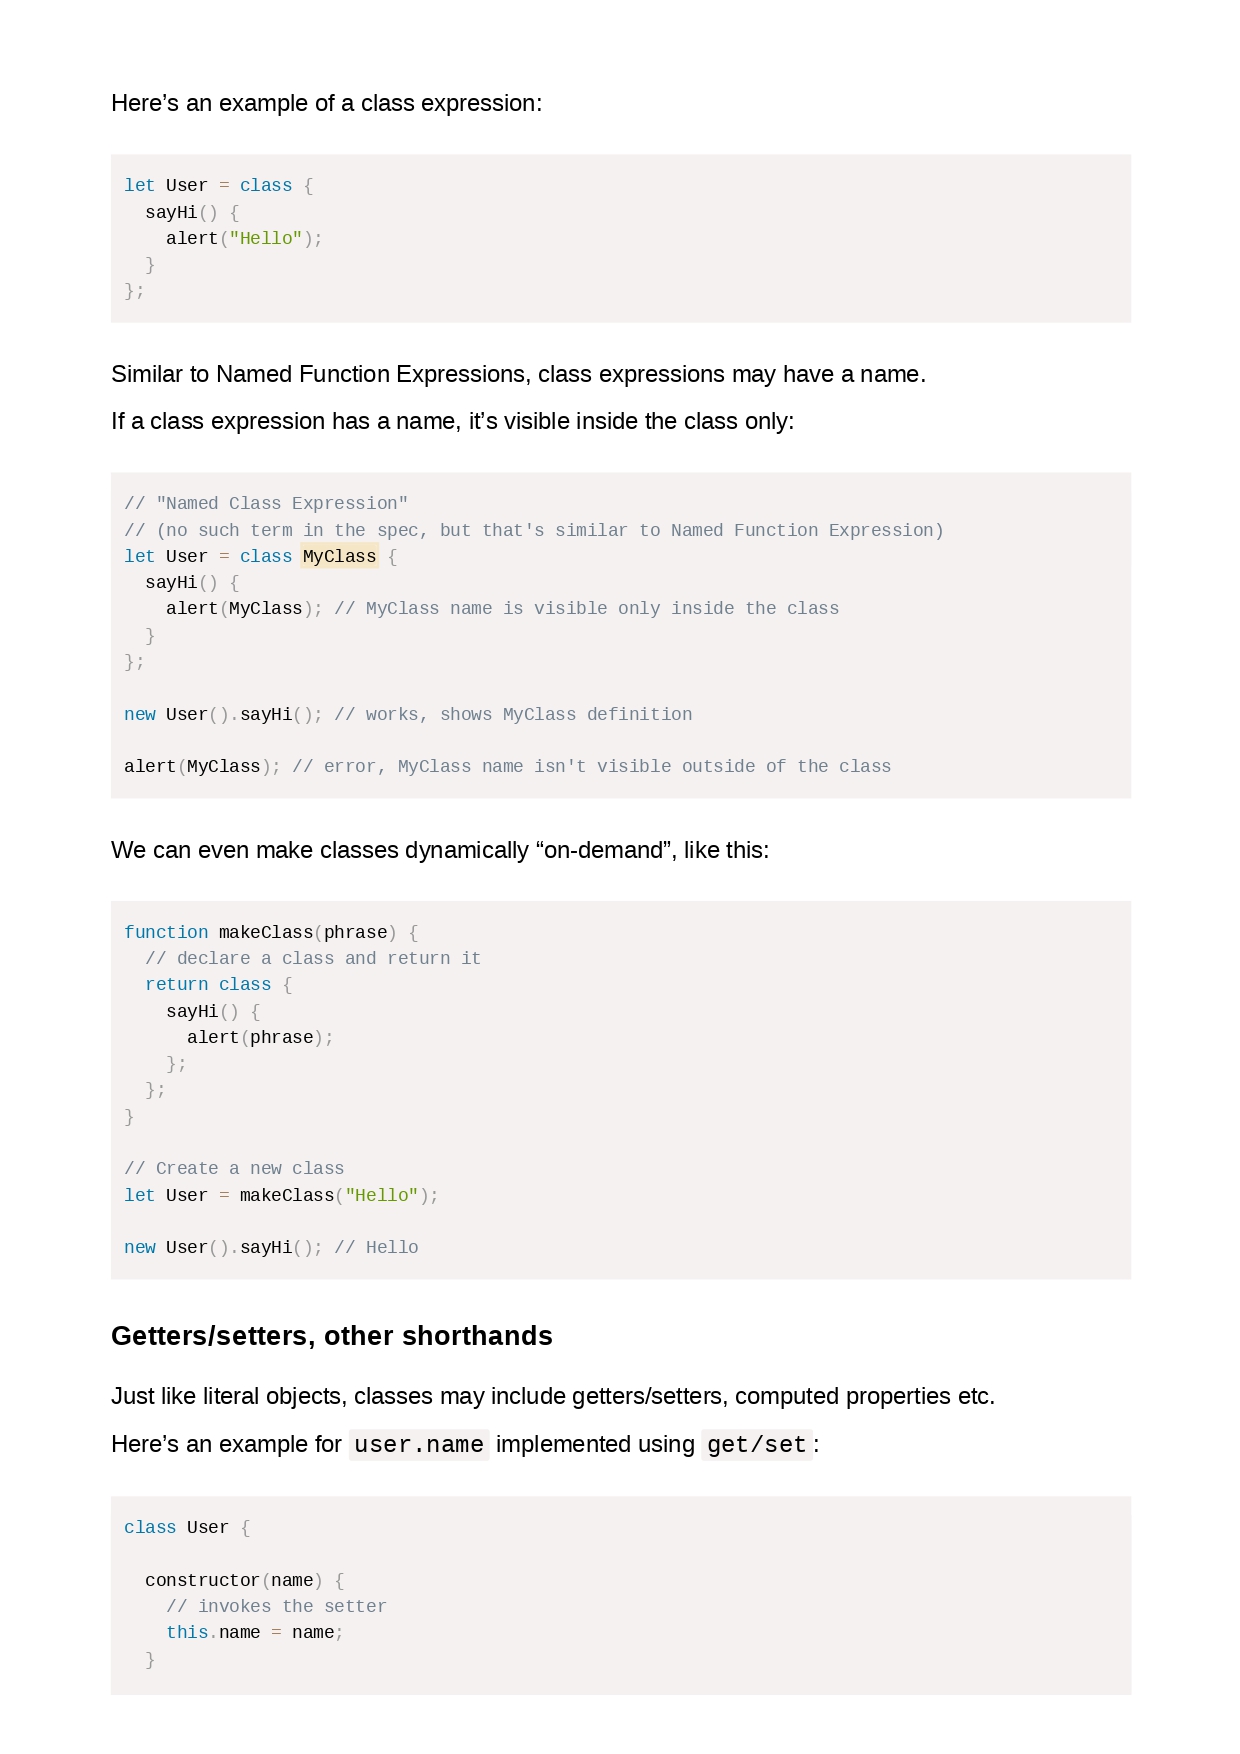 Here’s an example of a class expression:
let User = class {
  sayHi() {
    alert("Hello");
  }
};
Similar to Named Function Expressions, class expressions may have a name.
If a class expression has a name, it’s visible inside the class only:
// "Named Class Expression"
// (no such term in the spec, but that's similar to Named Function Expression)
let User = class MyClass {
  sayHi() {
    alert(MyClass); // MyClass name is visible only inside the class
  }
};
new User().sayHi(); // works, shows MyClass definition
alert(MyClass); // error, MyClass name isn't visible outside of the class
We can even make classes dynamically “on-demand”, like this:
function makeClass(phrase) {
  // declare a class and return it
  return class {
    sayHi() {
      alert(phrase);
    };
  };
}
// Create a new class
let User = makeClass("Hello");
new User().sayHi(); // Hello
Getters/setters, other shorthands
Just like literal objects, classes may include getters/setters, computed properties etc.
Here’s an example for user.name implemented using get/set:
class User {
  constructor(name) {
    // invokes the setter
    this.name = name;
  }